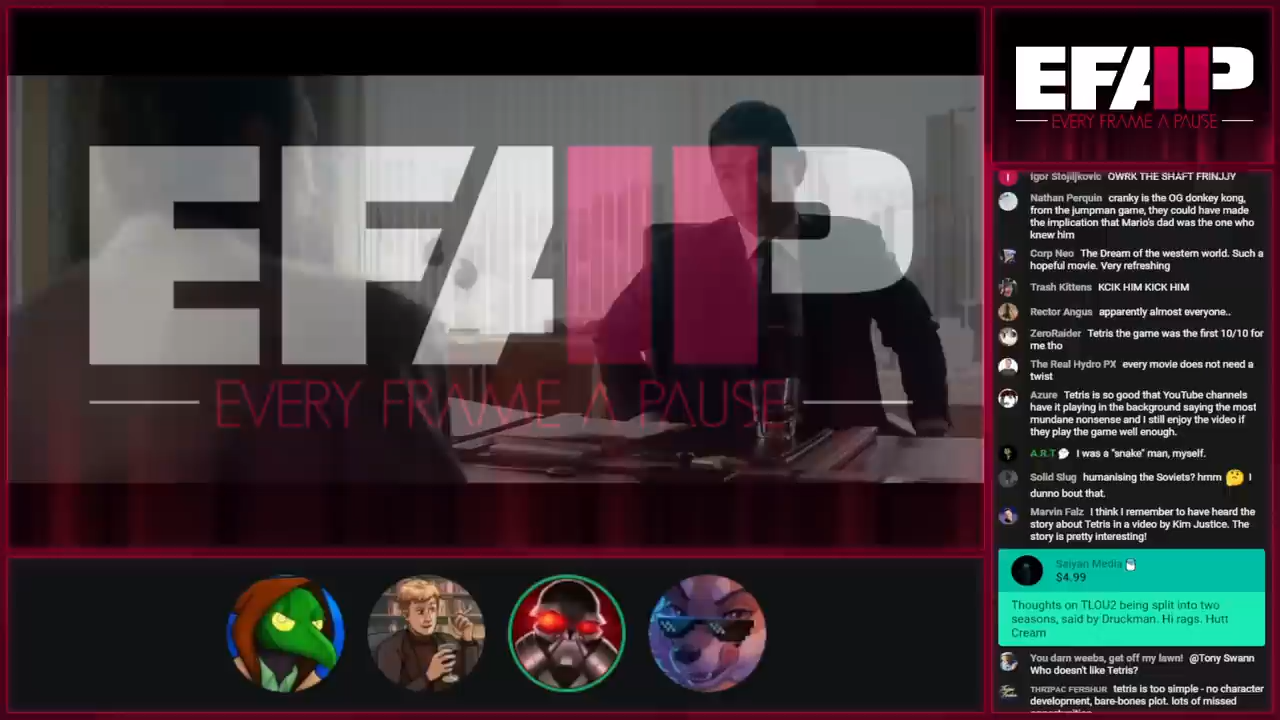 EFAP
EVERY FRAME A PAUSE
EFAP
EVERY FRAME A PAUSE
Igor Stojiljkovic OWRK THE SHAFT FRINJJY
Nathan Perquin cranky is the OG donkey kong,
from the jumpman game, they could have made
the implication that Mario's dad was the one who
knew him
Corp Neo The Dream of the western world. Such a
hopeful movie. Very refreshing
Trash Kittens KCIK HIM KICK HIM
Rector Angus apparently almost everyone..
ZeroRaider Tetris the game was the first 10/10 for
me tho
The Real Hydro PX every movie does not need a
twist
Azure Tetris is so good that YouTube channels
have it playing in the background saying the most
mundane nonsense and I still enjoy the video if
they play the game well enough.
A.R.T I was a "snake" man, myself.
Solid Slug humanising the Soviets? hmm 🤔 I
dunno bout that.
Marvin Falz I think I remember to have heard the
story about Tetris in a video by Kim Justice. The
story is pretty interesting!
Saiyan Media
$4.99
Thoughts on TLOU2 being split into two
seasons, said by Druckman. Hi rags. Hutt
Cream
You darn weebs, get off my lawn! @Tony Swann
Who doesn't like Tetris?
THRIPAC FERSHUR tetris is too simple - no character
development, bare-bones plot. lots of missed